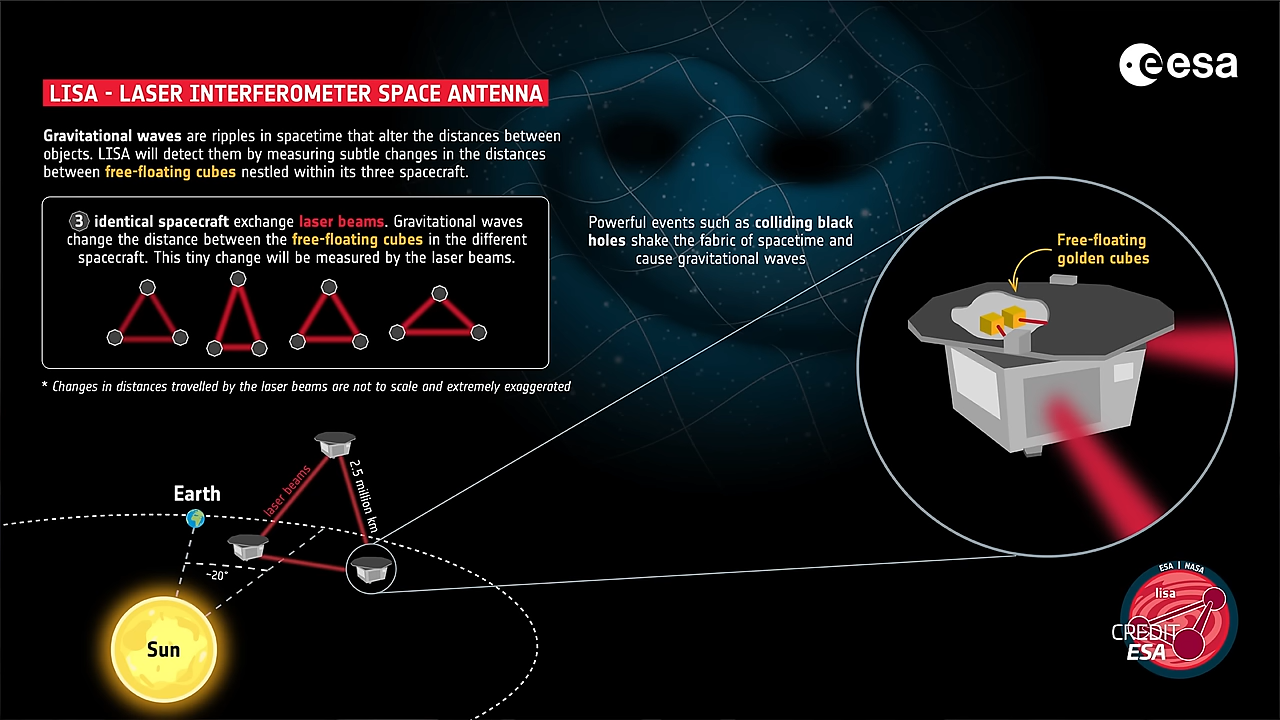 esa
LISA - LASER INTERFEROMETER SPACE ANTENNA
Gravitational waves are ripples in spacetime that alter the distances between
objects. LISA will detect them by measuring subtle changes in the distances
between free-floating cubes nestled within its three spacecraft.
3 identical spacecraft exchange laser beams. Gravitational waves
change the distance between the free-floating cubes in the different
spacecraft. This tiny change will be measured by the laser beams.
* Changes in distances travelled by the laser beams are not to scale and extremely exaggerated
Powerful events such as colliding black
holes shake the fabric of spacetime and
cause gravitational waves
Free-floating
golden cubes
Earth
laser beams
2.5 million km
~20°
Sun
ESA | NASA
lisa
CREDIT
ESA